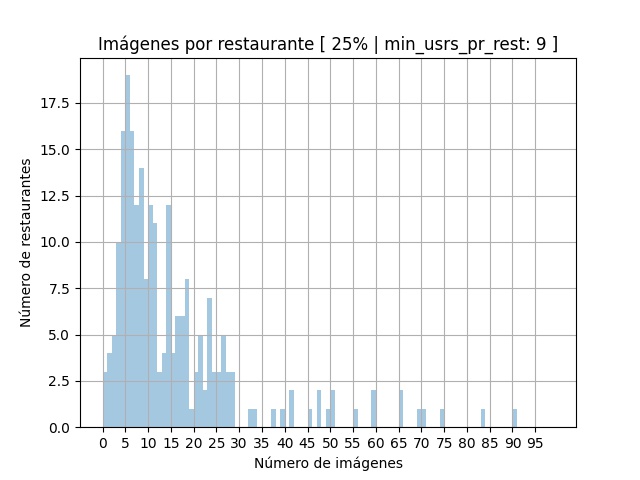 Imágenes por restaurante [ 25% | min_usrs_pr_rest: 9 ]
Número de restaurantes
17.5
15.0
12.5
10.0
7.5
5.0
2.5
0.0
0 5 10 15 20 25 30 35 40 45 50 55 60 65 70 75 80 85 90 95
Número de imágenes